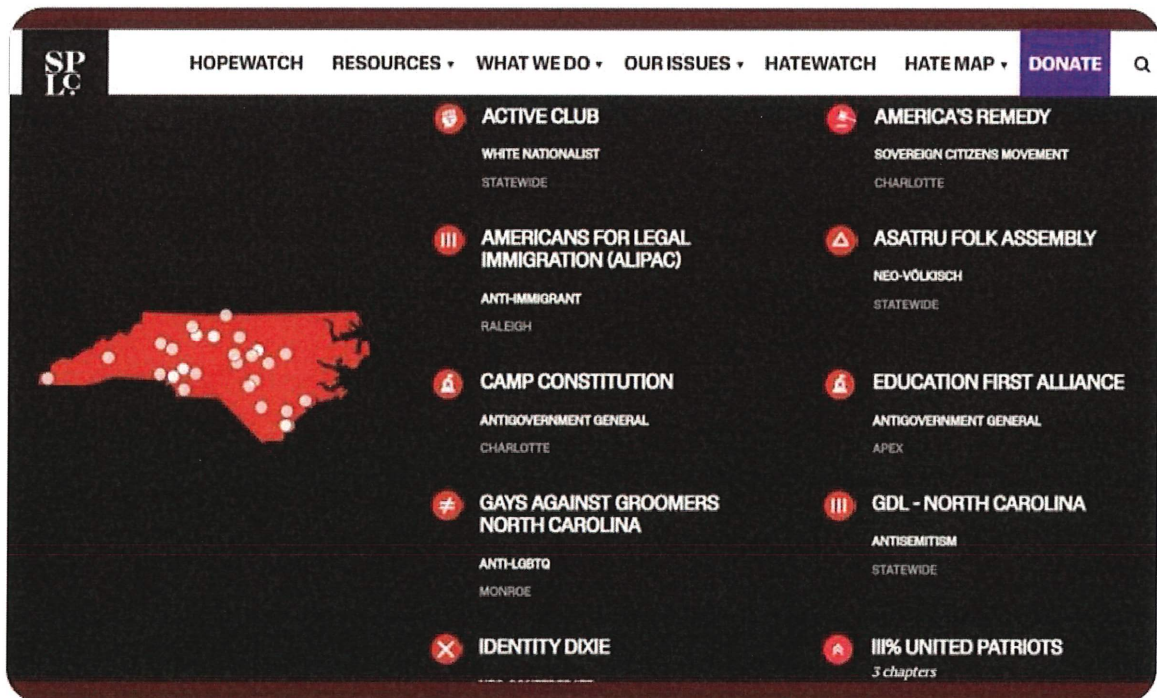 SP
LC
HOPEWATCH RESOURCES WHAT WE DO OUR ISSUES HATEWATCH HATE MAP DONATE
ACTIVE CLUB
WHITE NATIONALIST
STATEWIDE
AMERICA'S REMEDY
SOVEREIGN CITIZENS MOVEMENT
CHARLOTTE
AMERICANS FOR LEGAL
IMMIGRATION (ALIPAC)
ANTI-IMMIGRANT
RALEIGH
ASATRU FOLK ASSEMBLY
NEO-VÖLKISCH
STATEWIDE
CAMP CONSTITUTION
ANTIGOVERNMENT GENERAL
CHARLOTTE
EDUCATION FIRST ALLIANCE
ANTIGOVERNMENT GENERAL
APEX
GAYS AGAINST GROOMERS
NORTH CAROLINA
ANTI-LGBTQ
MONROE
GDL - NORTH CAROLINA
ANTISEMITISM
STATEWIDE
IDENTITY DIXIE
III% UNITED PATRIOTS
3 chapters